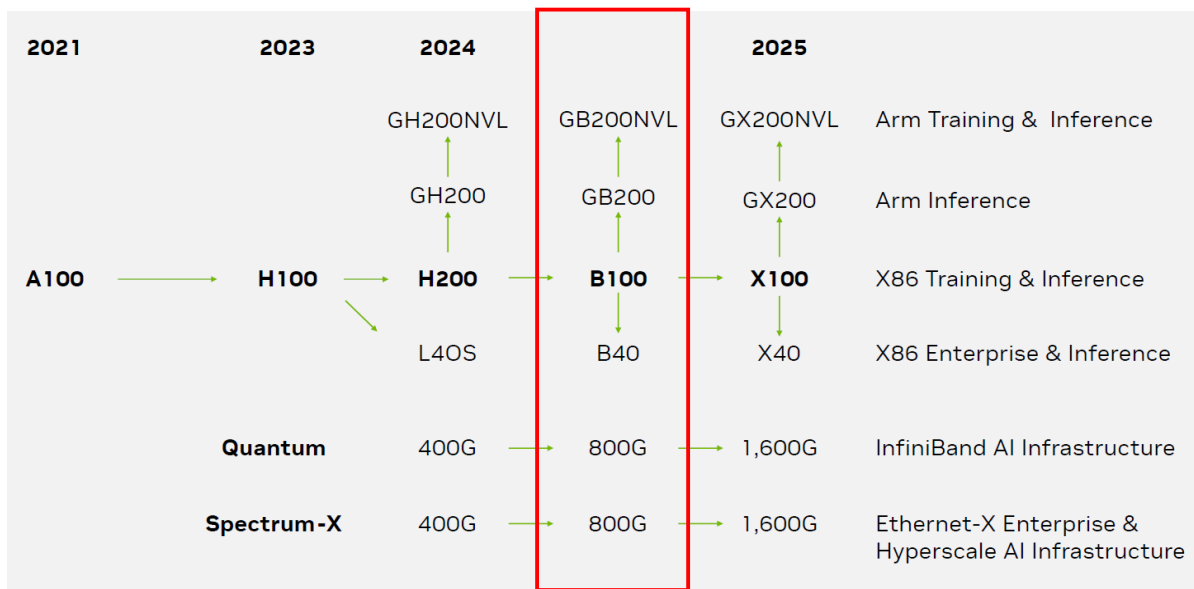 2021 2023 2024 2025
GH200NVL GB200NVL GX200NVL Arm Training & Inference
GH200 GB200 GX200 Arm Inference
A100 H100 H200 B100 X100 X86 Training & Inference
L40S B40 X40 X86 Enterprise & Inference
Quantum 400G 800G 1,600G InfiniBand AI Infrastructure
Spectrum-X 400G 800G 1,600G Ethernet-X Enterprise &
Hyperscale AI Infrastructure